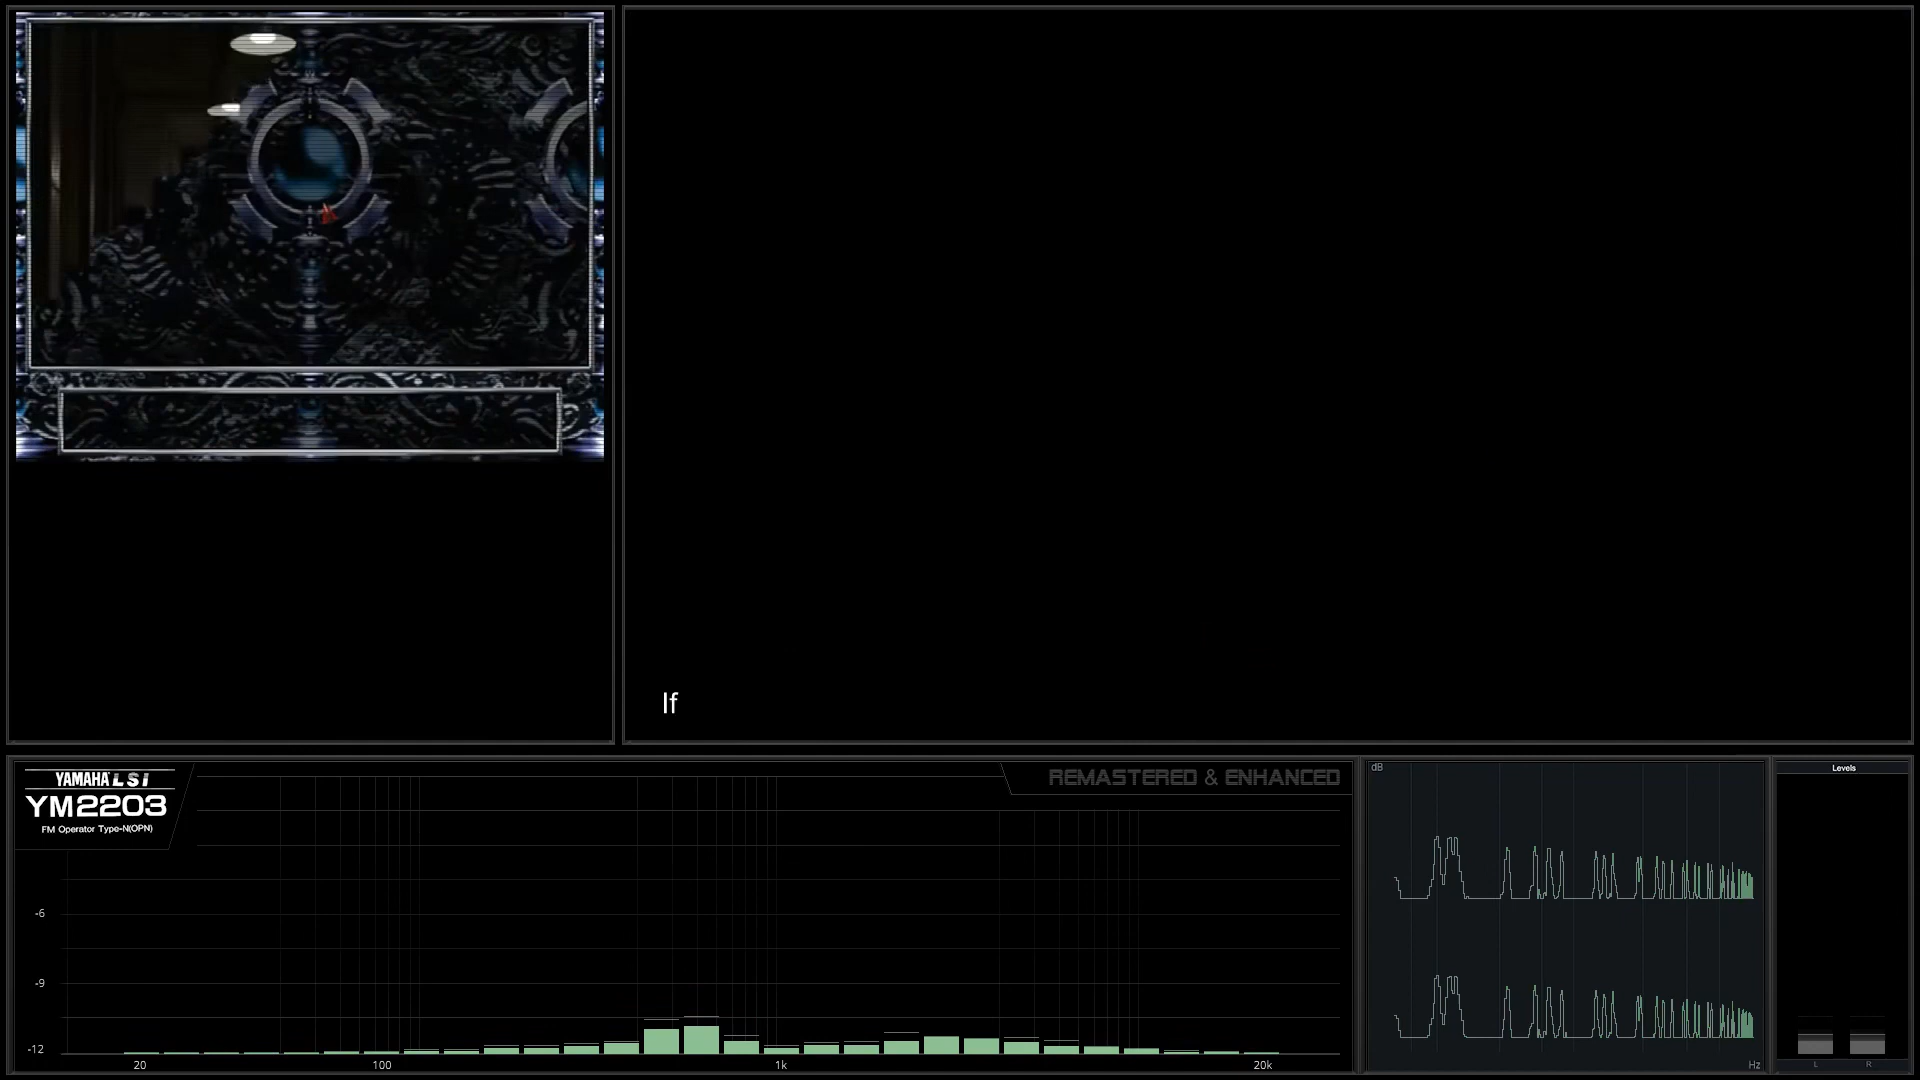 If
YAMAHA LSI
YM2203
FM Operator Type-N(OPN)
REMASTERED & ENHANCED
-6
-9
-12
20
100
1k
20k
dB
Hz
Levels
L
R